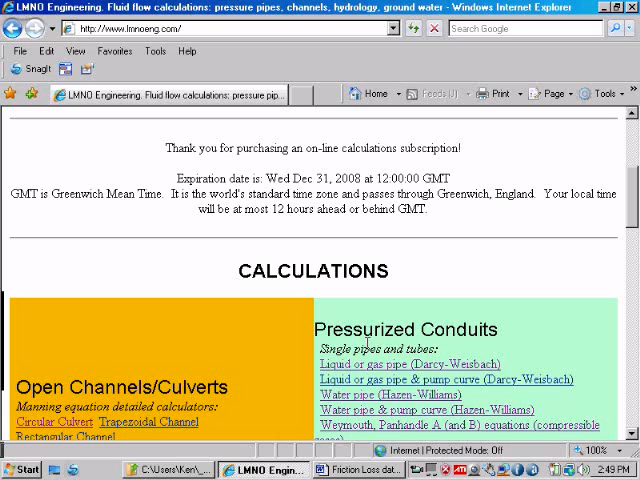 LMNO Engineering. Fluid flow calculations: pressure pipes, channels, hydrology, ground water - Windows Internet Explorer
http://www.lmnoeng.com/
Search Google
File Edit View Favorites Tools Help
SnagIt
LMNO Engineering. Fluid flow calculations: pressure pip...
Home Feeds (J) Print Page Tools
Thank you for purchasing an on-line calculations subscription!
Expiration date is: Wed Dec 31, 2008 at 12:00:00 GMT
GMT is Greenwich Mean Time. It is the world's standard time zone and passes through Greenwich, England. Your local time
will be at most 12 hours ahead or behind GMT.
CALCULATIONS
Pressurized Conduits
Single pipes and tubes:
Liquid or gas pipe (Darcy-Weisbach)
Liquid or gas pipe & pump curve (Darcy-Weisbach)
Water pipe (Hazen-Williams)
Water pipe & pump curve (Hazen-Williams)
Weymouth, Panhandle A (and B) equations (compressible
Open Channels/Culverts
Manning equation detailed calculations:
Circular Culvert Trapezoidal Channel
Rectangular Channel
Internet | Protected Mode: Off
100%
Start
C:\Users\Ken\_...
LMNO Engin...
Friction Loss dat...
2:49 PM